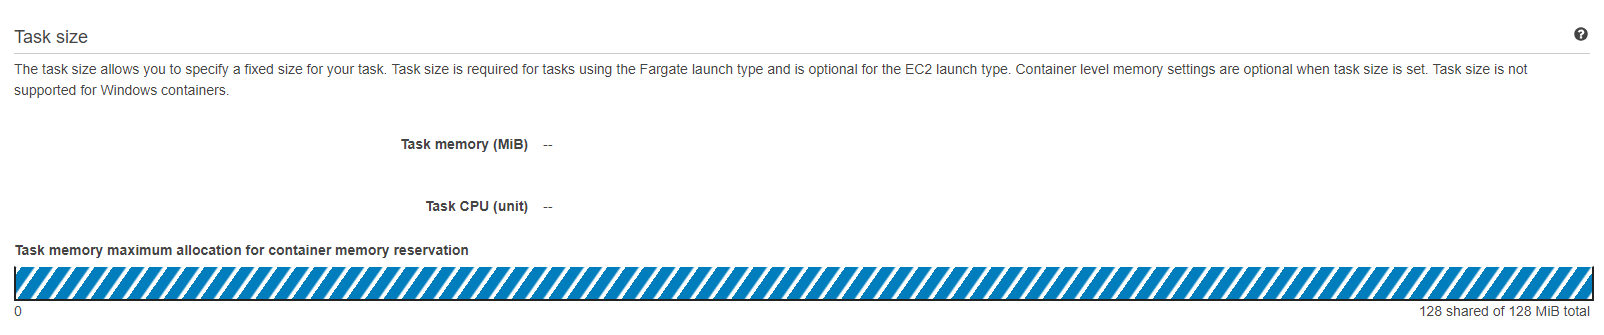 Task size
The task size allows you to specify a fixed size for your task. Task size is required for tasks using the Fargate launch type and is optional for the EC2 launch type. Container level memory settings are optional when task size is set. Task size is not
supported for Windows containers.
Task memory (MiB) --
Task CPU (unit) --
Task memory maximum allocation for container memory reservation
0 128 shared of 128 MiB total